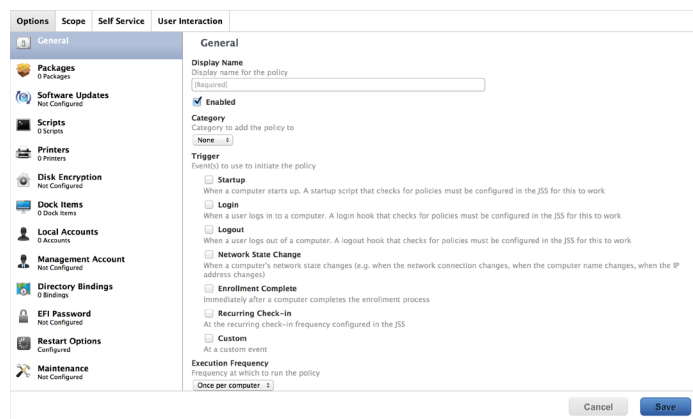 Options Scope Self Service User Interaction
General
Packages
0 Packages
Software Updates
Not Configured
Scripts
0 Scripts
Printers
0 Printers
Disk Encryption
Not Configured
Dock Items
0 Dock Items
Local Accounts
0 Accounts
Management Account
Not Configured
Directory Bindings
0 Bindings
EFI Password
Not Configured
Restart Options
Configured
Maintenance
Not Configured
General
Display Name
Display name for the policy
[Required]
Enabled
Category
Category to add the policy to
None
Trigger
Event(s) to use to initiate the policy
Startup
When a computer starts up. A startup script that checks for policies must be configured in the JSS for this to work
Login
When a user logs in to a computer. A login hook that checks for policies must be configured in the JSS for this to work
Logout
When a user logs out of a computer. A logout hook that checks for policies must be configured in the JSS for this to work
Network State Change
When a computer's network state changes (e.g. when the network connection changes, when the computer name changes, when the IP
address changes)
Enrollment Complete
Immediately after a computer completes the enrollment process
Recurring Check-in
At the recurring check-in frequency configured in the JSS
Custom
At a custom event
Execution Frequency
Frequency at which to run the policy
Once per computer
Cancel Save